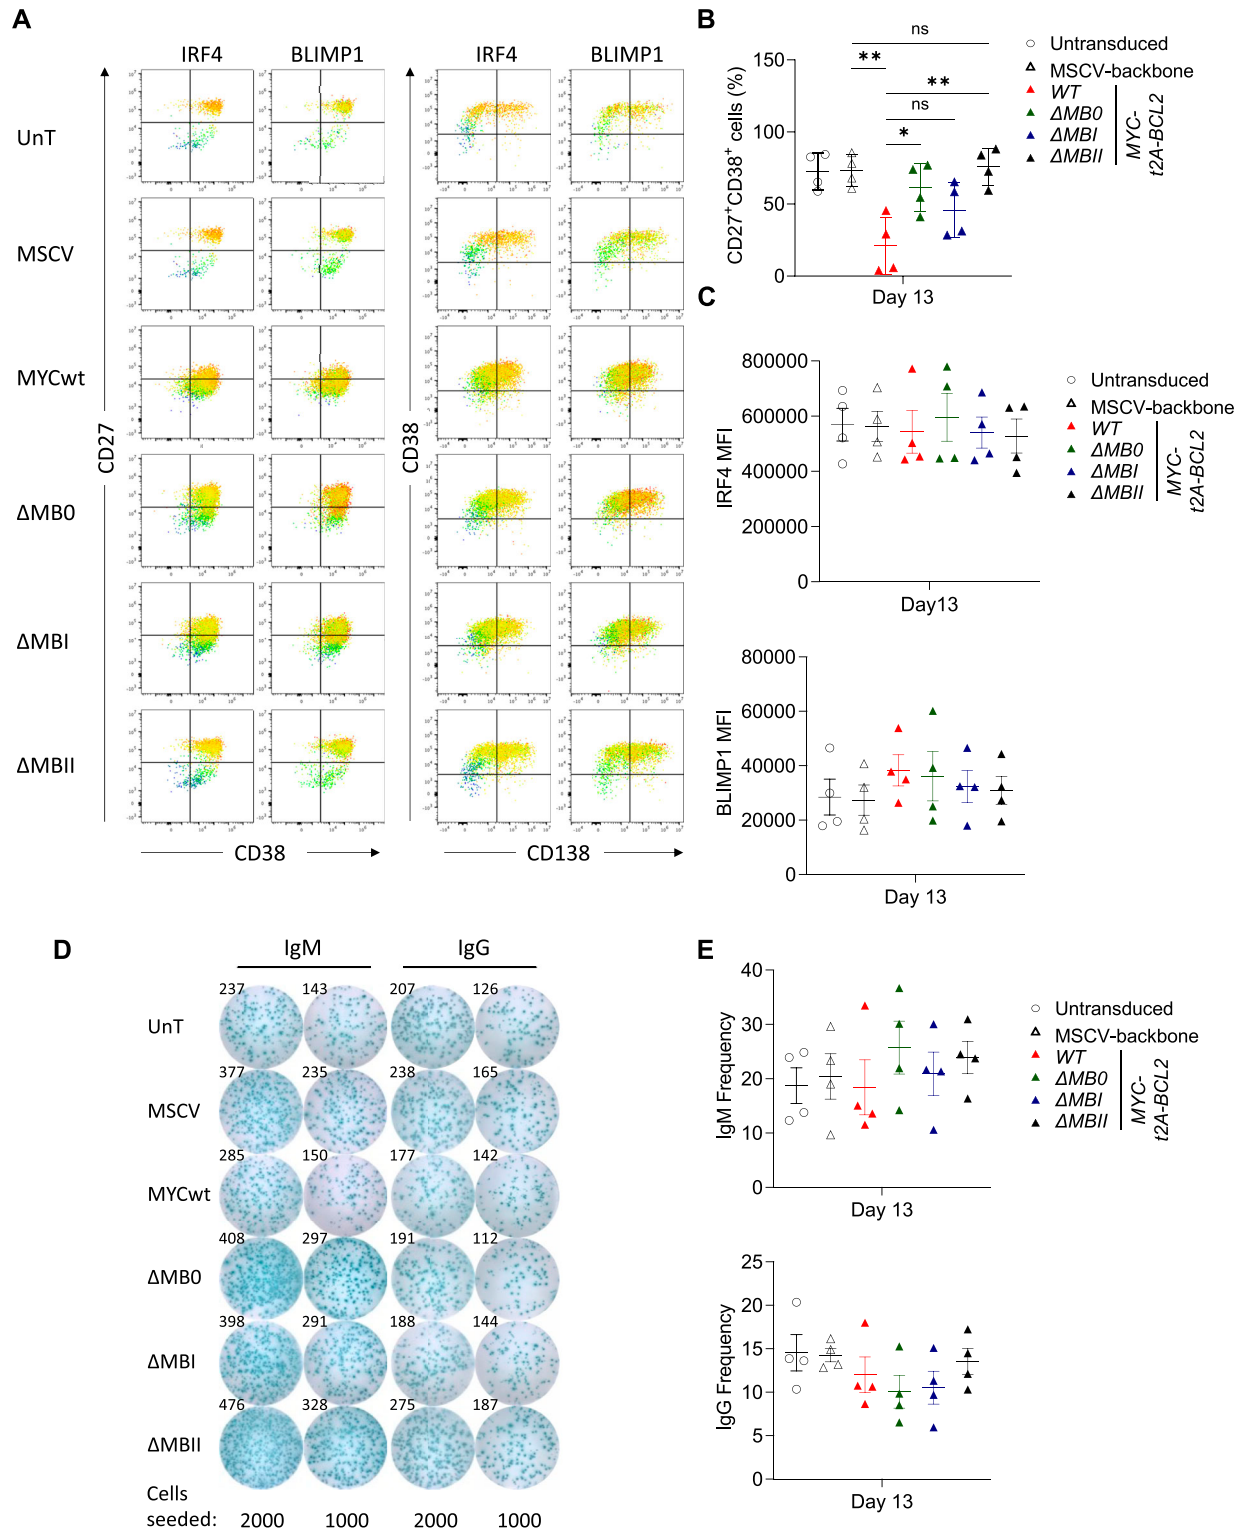 A
IRF4 BLIMP1 IRF4 BLIMP1
UnT
MSCV
MYCwt
ΔMB0
ΔMBI
ΔMBII
CD27
CD38
CD38 CD138
B
CD27+CD38+ cells (%)
150
100
50
0
ns
** **
ns
*
Day 13
Untransduced
MSCV-backbone
WT
ΔMB0
ΔMBI
ΔMBII
MYC-
t2A-BCL2
C
IRF4 MFI
800000
600000
400000
200000
0
Day13
Untransduced
MSCV-backbone
WT
ΔMB0
ΔMBI
ΔMBII
MYC-
t2A-BCL2
BLIMP1 MFI
80000
60000
40000
20000
0
Day 13
D
IgM IgG
UnT 237 143 207 126
MSCV 377 235 238 165
MYCwt 285 150 177 142
ΔMB0 408 297 191 112
ΔMBI 398 291 188 144
ΔMBII 476 328 275 187
Cells
seeded: 2000 1000 2000 1000
E
IgM Frequency
40
30
20
10
0
Day 13
Untransduced
MSCV-backbone
WT
ΔMB0
ΔMBI
ΔMBII
MYC-
t2A-BCL2
IgG Frequency
25
20
15
10
5
0
Day 13